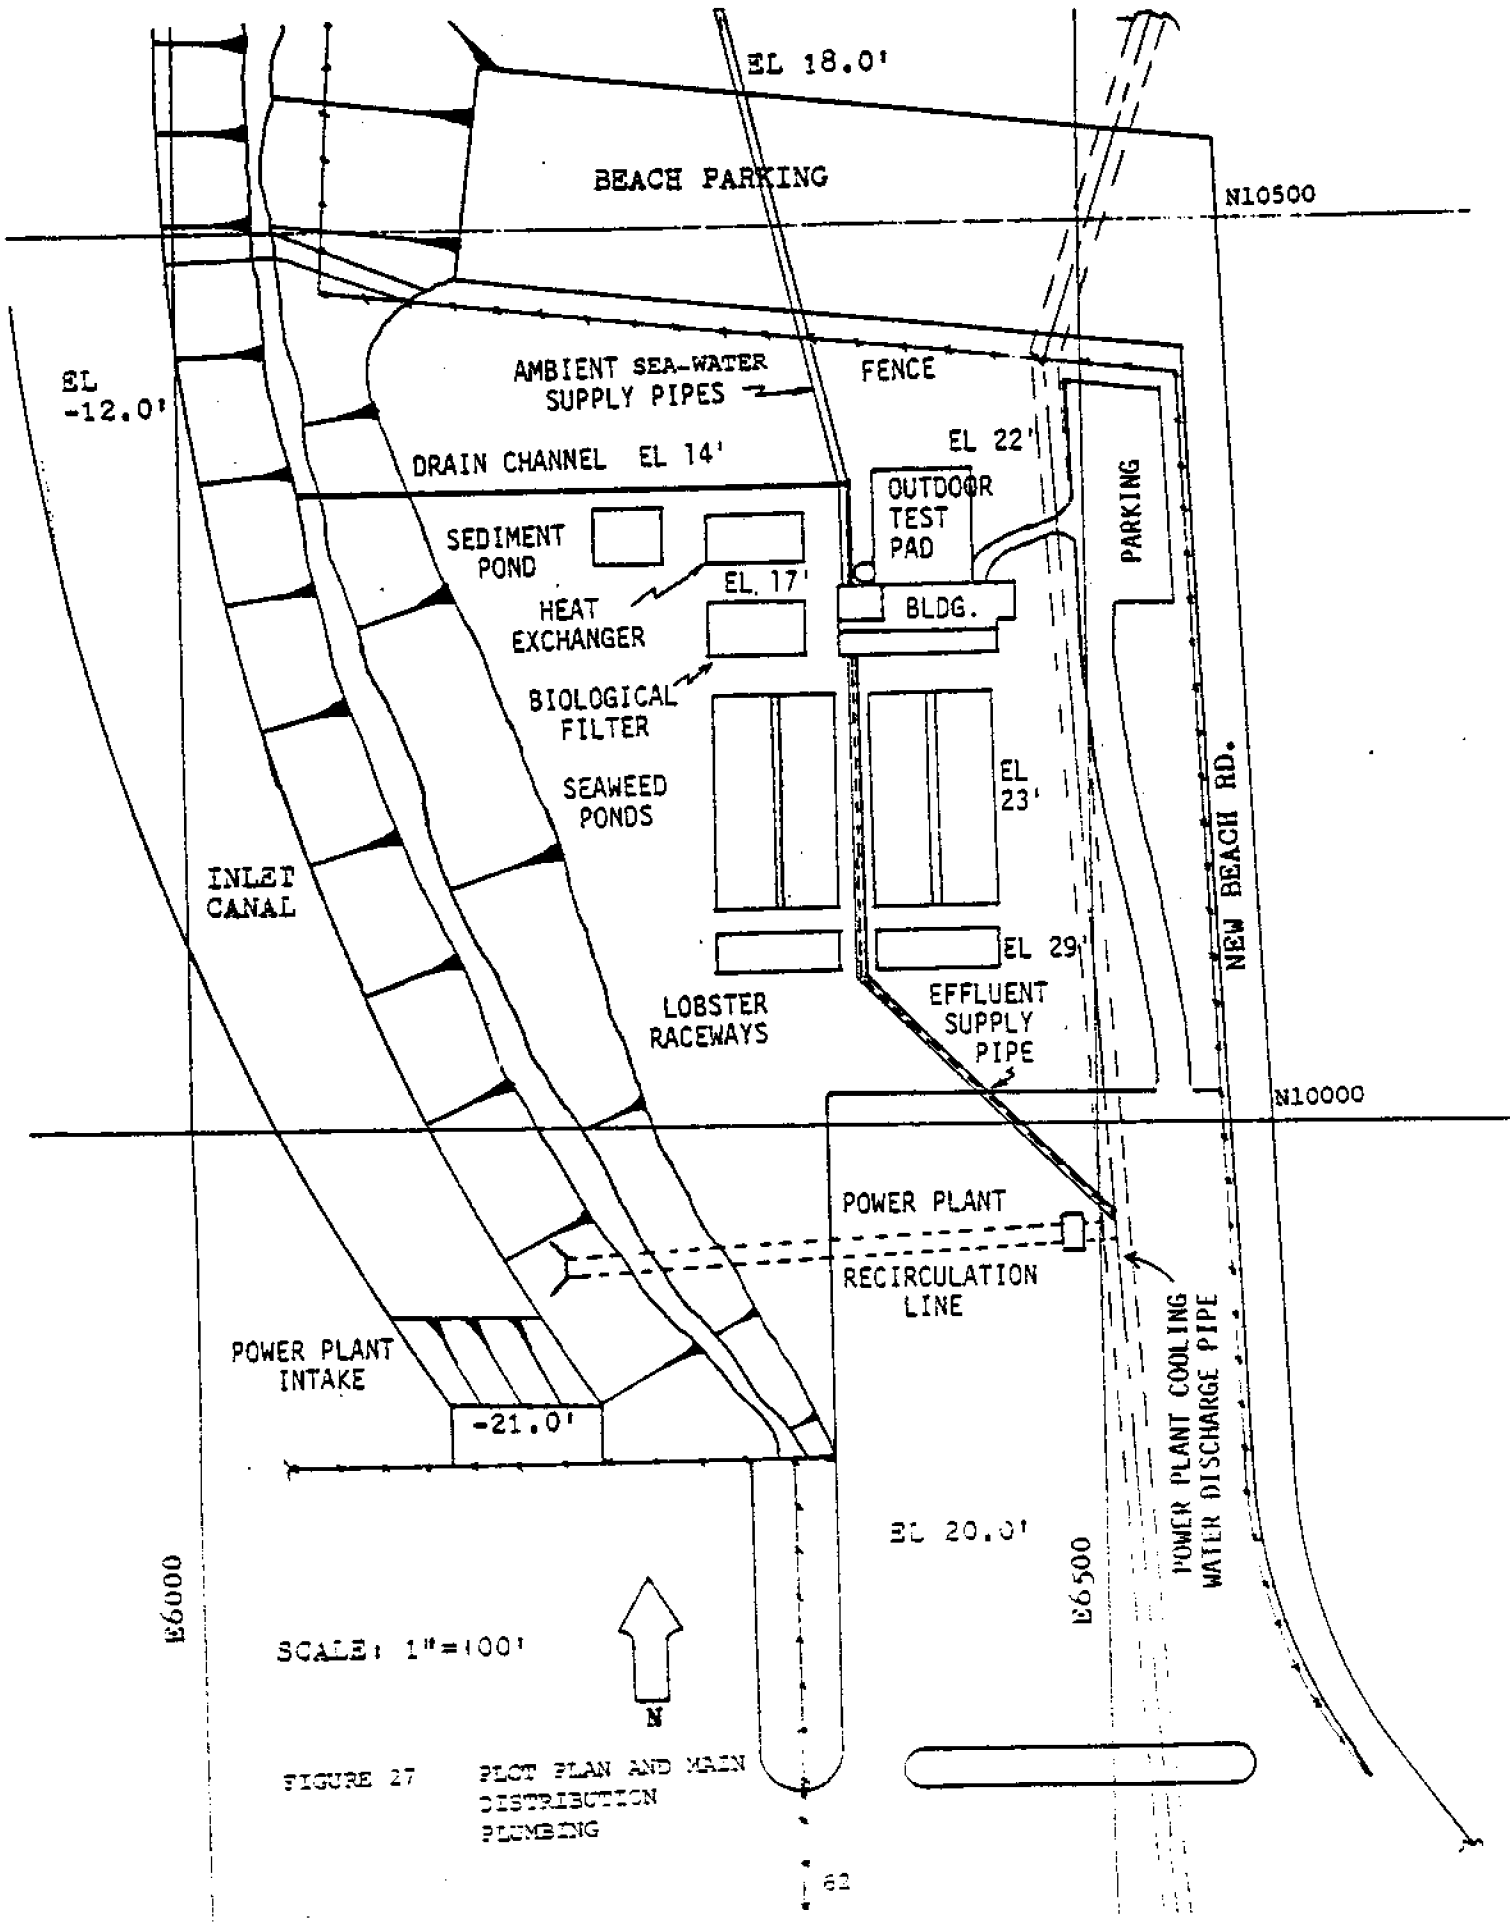 EL 18.0'
BEACH PARKING
N10500
EL
-12.0'
AMBIENT SEA-WATER
SUPPLY PIPES
FENCE
DRAIN CHANNEL EL 14'
EL 22'
OUTDOOR
TEST
PAD
PARKING
SEDIMENT
POND
EL. 17'
HEAT
EXCHANGER
BLDG.
BIOLOGICAL
FILTER
SEAWEED
PONDS
EL
23'
NEW BEACH RD.
INLET
CANAL
EL 29'
LOBSTER
RACEWAYS
EFFLUENT
SUPPLY
PIPE
N10000
POWER PLANT
RECIRCULATION
LINE
POWER PLANT
INTAKE
-21.0'
POWER PLANT COOLING
WATER DISCHARGE PIPE
EL 20.0'
E6000
E6500
SCALE: 1"=100'
N
FIGURE 27 PLOT PLAN AND MAIN
DISTRIBUTION
PLUMBING
62